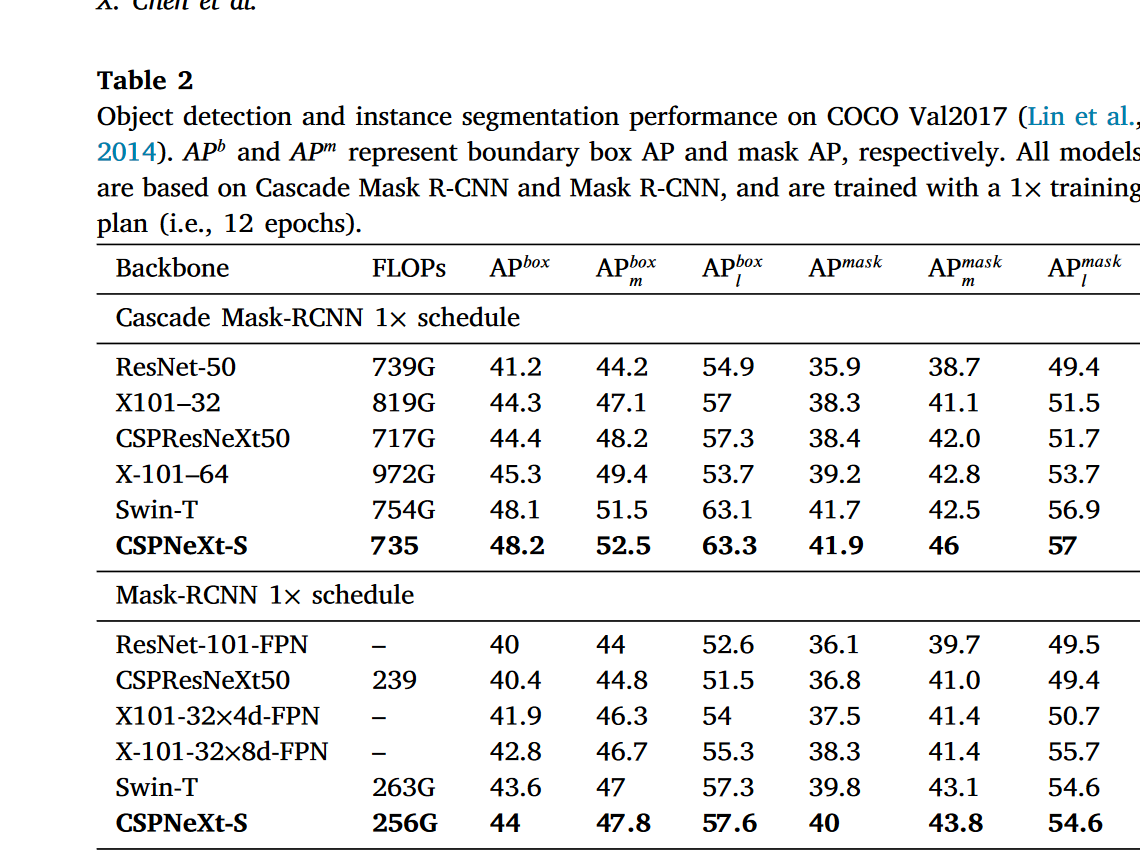 X. Chen et al.
Table 2
Object detection and instance segmentation performance on COCO Val2017 (Lin et al.,
2014). APᵇ and APᵐ represent boundary box AP and mask AP, respectively. All models
are based on Cascade Mask R-CNN and Mask R-CNN, and are trained with a 1× training
plan (i.e., 12 epochs).
Backbone FLOPs AP^box AP_m^box AP_l^box AP^mask AP_m^mask AP_l^mask
Cascade Mask-RCNN 1× schedule
ResNet-50 739G 41.2 44.2 54.9 35.9 38.7 49.4
X101–32 819G 44.3 47.1 57 38.3 41.1 51.5
CSPResNeXt50 717G 44.4 48.2 57.3 38.4 42.0 51.7
X-101–64 972G 45.3 49.4 53.7 39.2 42.8 53.7
Swin-T 754G 48.1 51.5 63.1 41.7 42.5 56.9
CSPNeXt-S 735 48.2 52.5 63.3 41.9 46 57
Mask-RCNN 1× schedule
ResNet-101-FPN – 40 44 52.6 36.1 39.7 49.5
CSPResNeXt50 239 40.4 44.8 51.5 36.8 41.0 49.4
X101-32×4d-FPN – 41.9 46.3 54 37.5 41.4 50.7
X-101-32×8d-FPN – 42.8 46.7 55.3 38.3 41.4 55.7
Swin-T 263G 43.6 47 57.3 39.8 43.1 54.6
CSPNeXt-S 256G 44 47.8 57.6 40 43.8 54.6